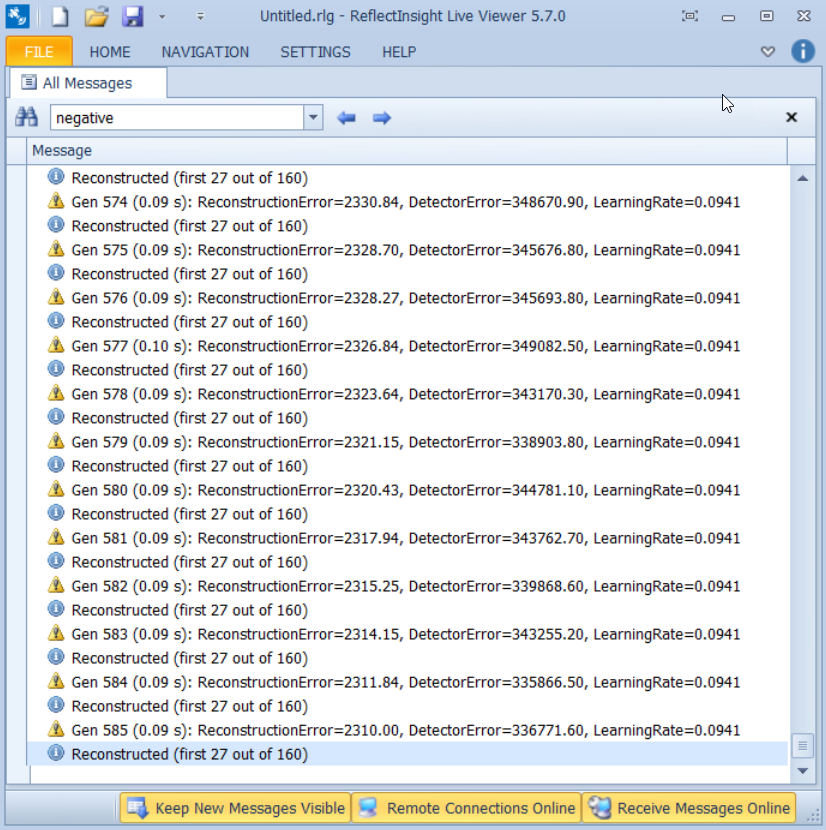 Untitled.rlg - ReflectInsight Live Viewer 5.7.0
FILE HOME NAVIGATION SETTINGS HELP
All Messages
negative
Message
Reconstructed (first 27 out of 160)
Gen 574 (0.09 s): ReconstructionError=2330.84, DetectorError=348670.90, LearningRate=0.0941
Reconstructed (first 27 out of 160)
Gen 575 (0.09 s): ReconstructionError=2328.70, DetectorError=345676.80, LearningRate=0.0941
Reconstructed (first 27 out of 160)
Gen 576 (0.09 s): ReconstructionError=2328.27, DetectorError=345693.80, LearningRate=0.0941
Reconstructed (first 27 out of 160)
Gen 577 (0.10 s): ReconstructionError=2326.84, DetectorError=349082.50, LearningRate=0.0941
Reconstructed (first 27 out of 160)
Gen 578 (0.09 s): ReconstructionError=2323.64, DetectorError=343170.30, LearningRate=0.0941
Reconstructed (first 27 out of 160)
Gen 579 (0.09 s): ReconstructionError=2321.15, DetectorError=338903.80, LearningRate=0.0941
Reconstructed (first 27 out of 160)
Gen 580 (0.09 s): ReconstructionError=2320.43, DetectorError=344781.10, LearningRate=0.0941
Reconstructed (first 27 out of 160)
Gen 581 (0.09 s): ReconstructionError=2317.94, DetectorError=343762.70, LearningRate=0.0941
Reconstructed (first 27 out of 160)
Gen 582 (0.09 s): ReconstructionError=2315.25, DetectorError=339868.60, LearningRate=0.0941
Reconstructed (first 27 out of 160)
Gen 583 (0.09 s): ReconstructionError=2314.15, DetectorError=343255.20, LearningRate=0.0941
Reconstructed (first 27 out of 160)
Gen 584 (0.09 s): ReconstructionError=2311.84, DetectorError=335866.50, LearningRate=0.0941
Reconstructed (first 27 out of 160)
Gen 585 (0.09 s): ReconstructionError=2310.00, DetectorError=336771.60, LearningRate=0.0941
Reconstructed (first 27 out of 160)
Keep New Messages Visible Remote Connections Online Receive Messages Online